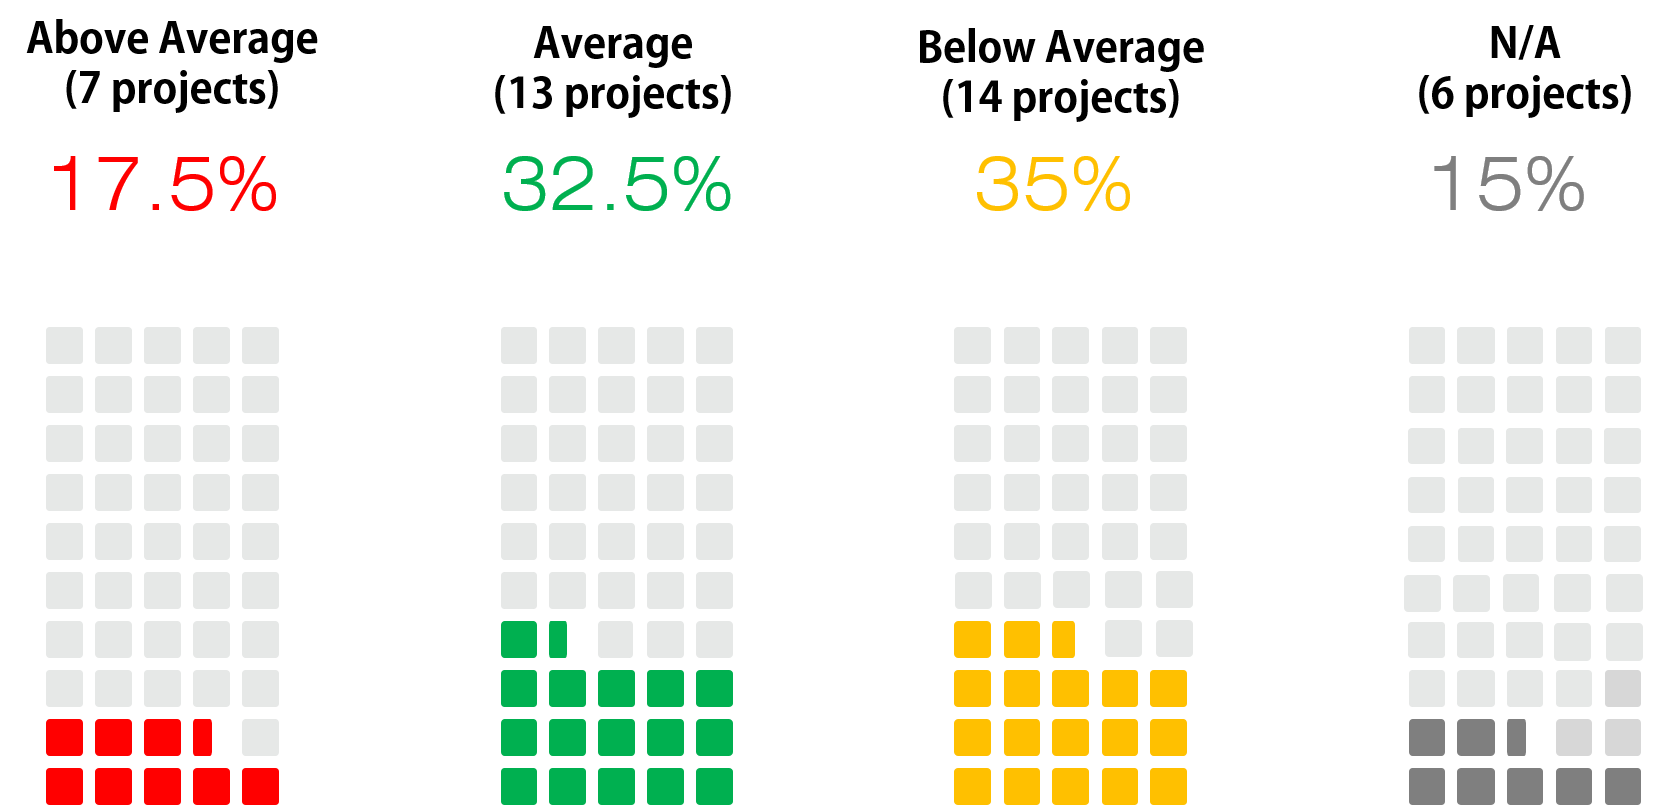 Above Average
(7 projects)
17.5%
Average
(13 projects)
32.5%
Below Average
(14 projects)
35%
N/A
(6 projects)
15%